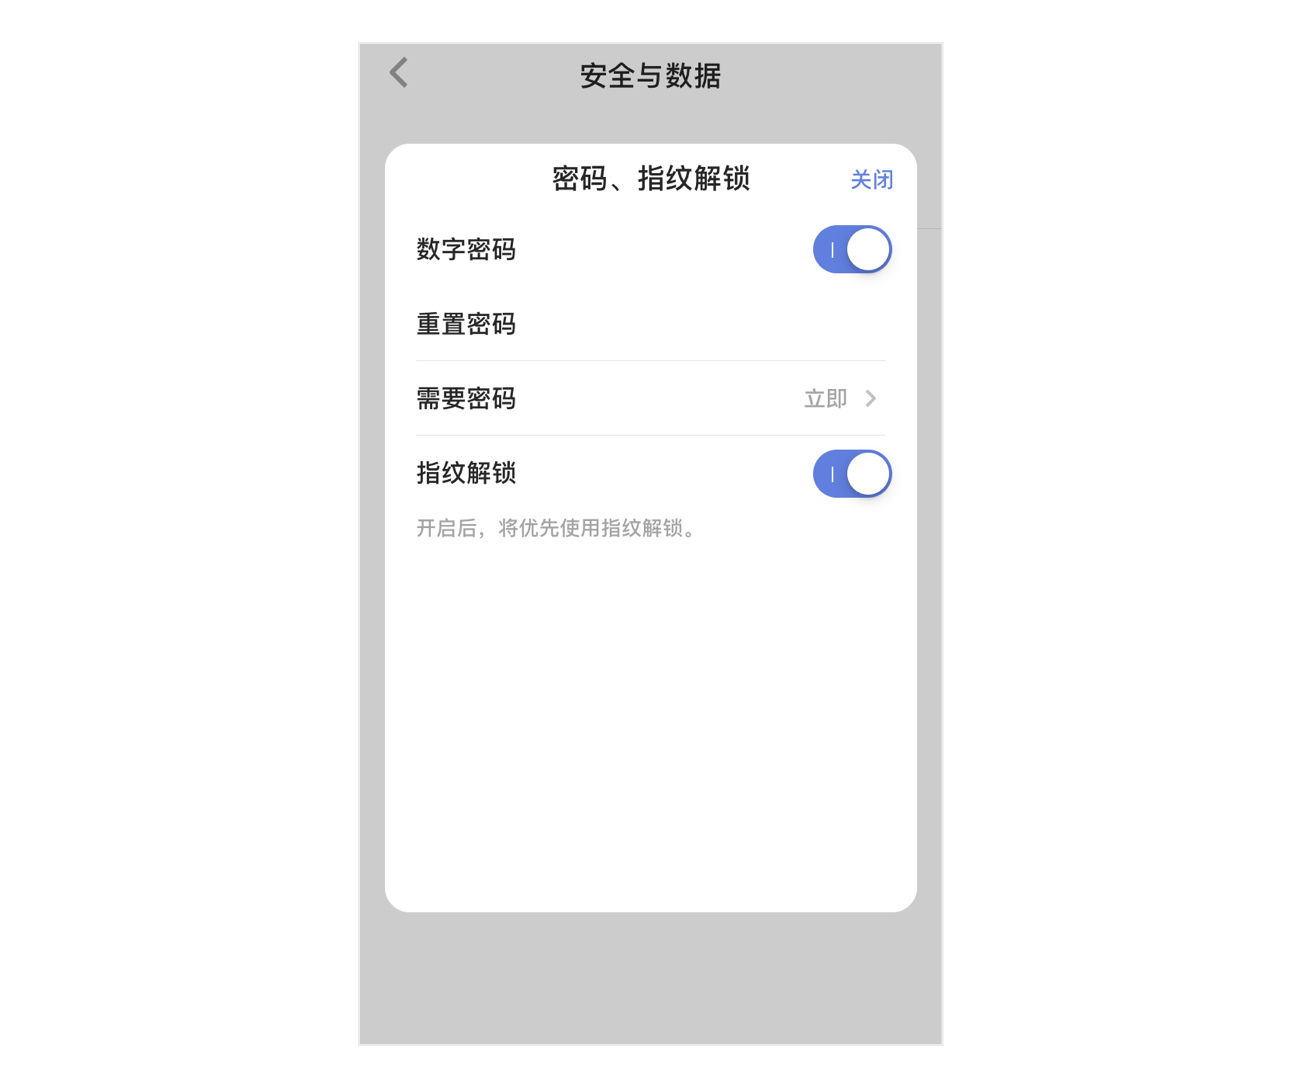 安全与数据
密码、指纹解锁
关闭
数字密码
重置密码
需要密码
立即
指纹解锁
开启后，将优先使用指纹解锁。